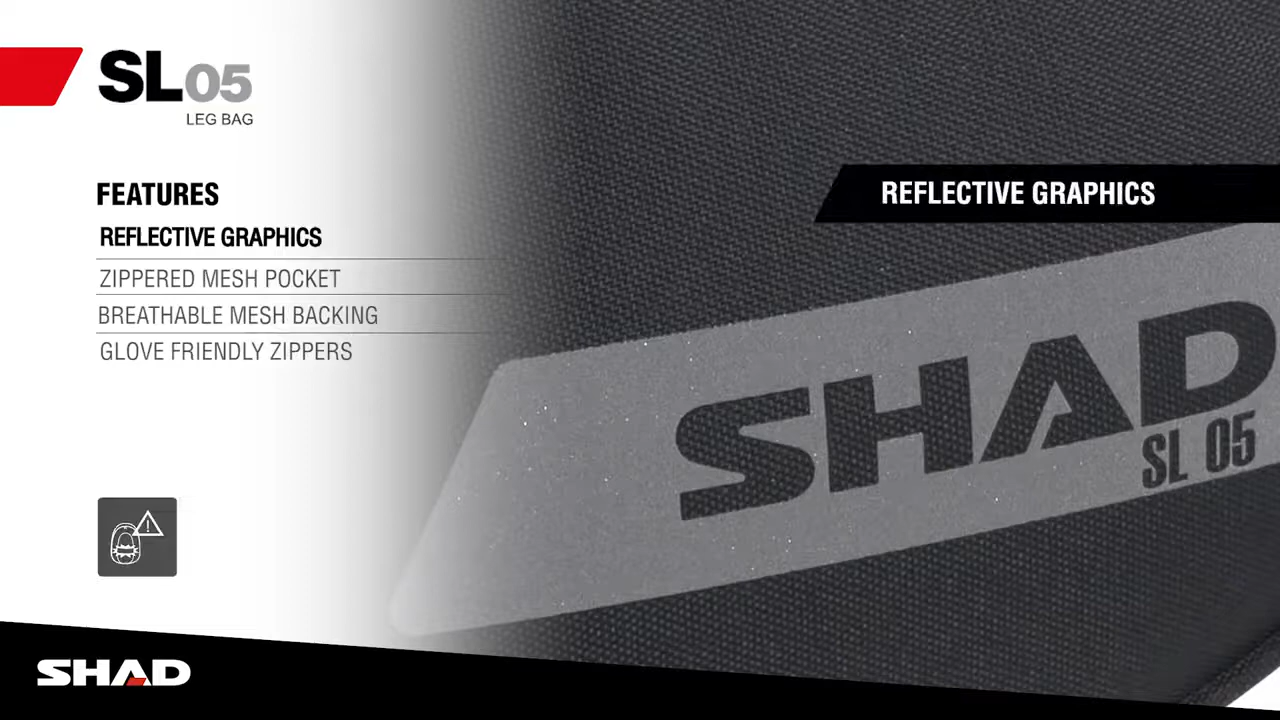 SL05
LEG BAG
FEATURES
REFLECTIVE GRAPHICS
ZIPPERED MESH POCKET
BREATHABLE MESH BACKING
GLOVE FRIENDLY ZIPPERS
REFLECTIVE GRAPHICS
SHAD
SL 05
SHAD